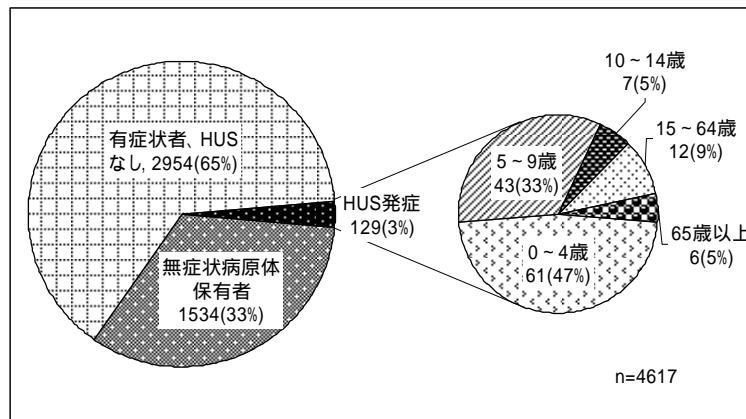 有症状者、HUS
なし, 2954(65%)
HUS発症
129(3%)
無症状病原体
保有者
1534(33%)
10～14歳
7(5%)
15～64歳
12(9%)
5～9歳
43(33%)
65歳以上
6(5%)
0～4歳
61(47%)
n=4617